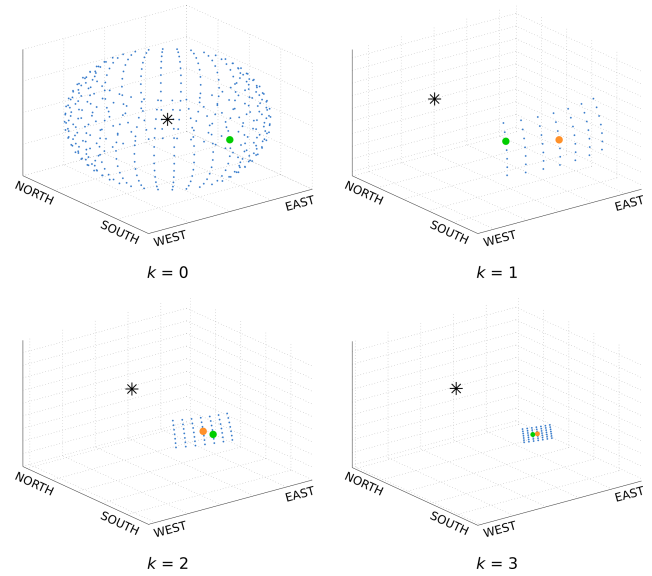 NORTH
SOUTH
WEST
EAST
k = 0
NORTH
SOUTH
WEST
EAST
k = 1
NORTH
SOUTH
WEST
EAST
k = 2
NORTH
SOUTH
WEST
EAST
k = 3